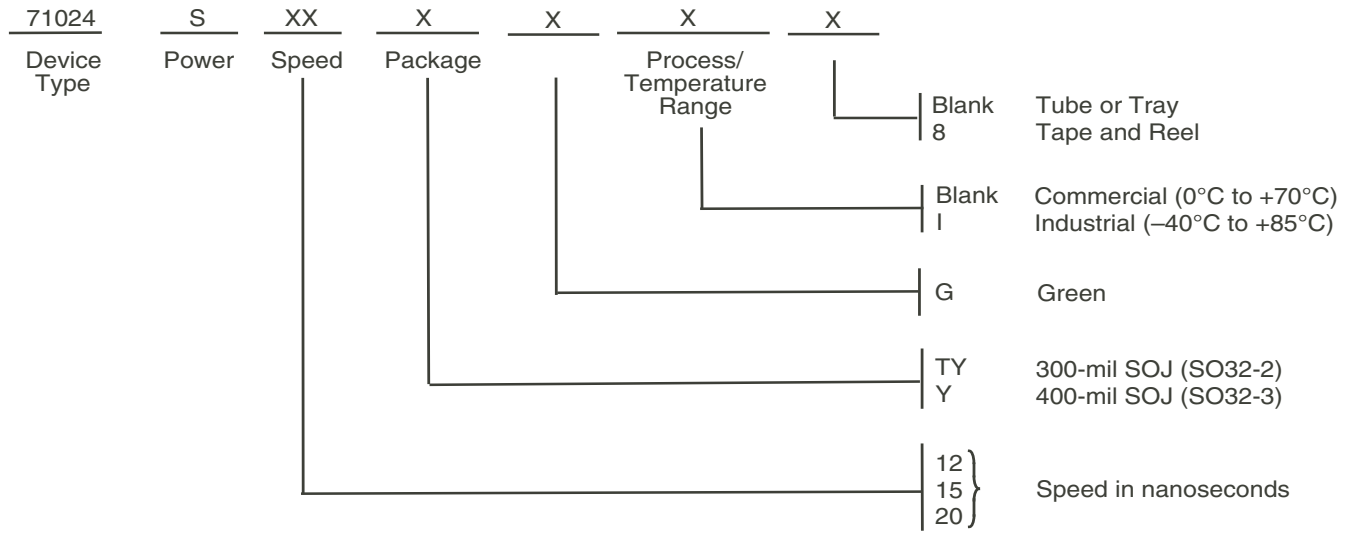 71024 S XX X X X X
Device Type Power Speed Package Process/ Temperature Range
Blank Tube or Tray
8 Tape and Reel
Blank Commercial (0°C to +70°C)
I Industrial (–40°C to +85°C)
G Green
TY 300-mil SOJ (SO32-2)
Y 400-mil SOJ (SO32-3)
12
15 Speed in nanoseconds
20